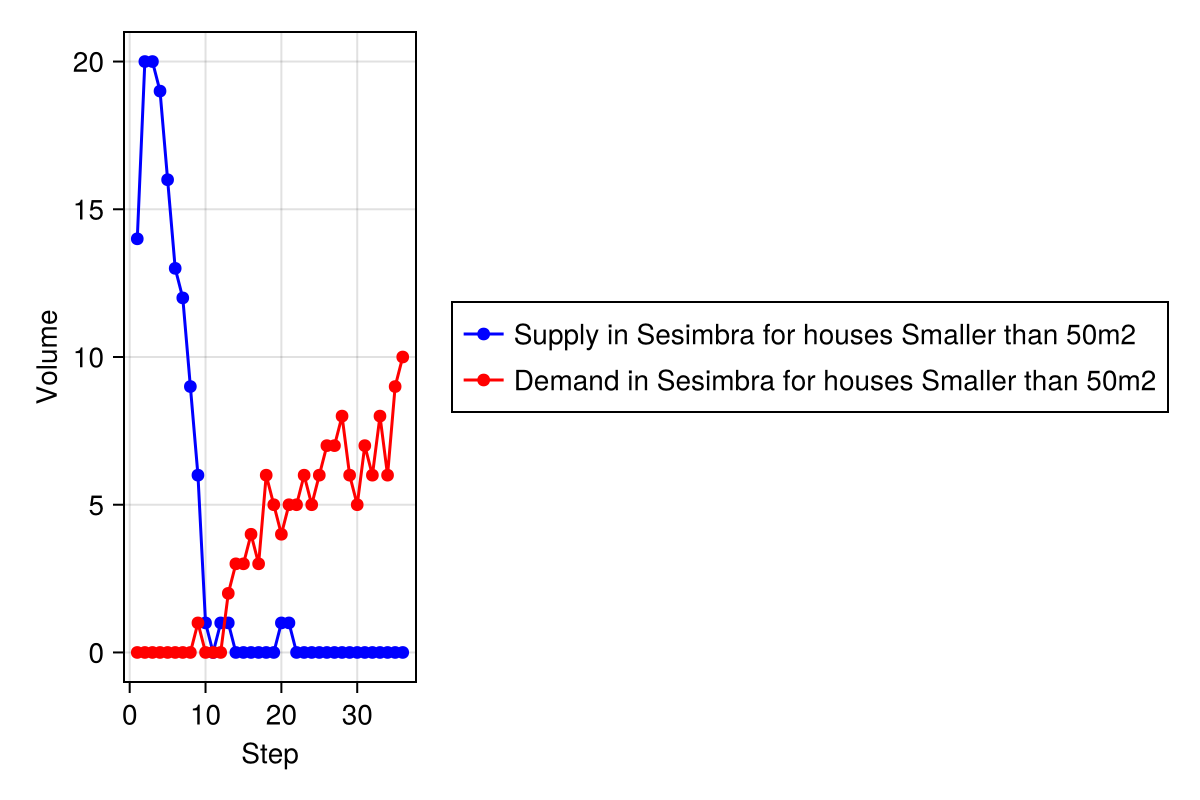 20
15
10
5
0
Volume
0 10 20 30
Step
Supply in Sesimbra for houses Smaller than 50m2
Demand in Sesimbra for houses Smaller than 50m2